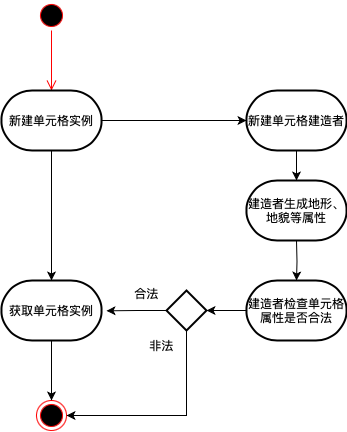 新建单元格实例
新建单元格建造者
建造者生成地形、
地貌等属性
合法
获取单元格实例
建造者检查单元格
属性是否合法
非法